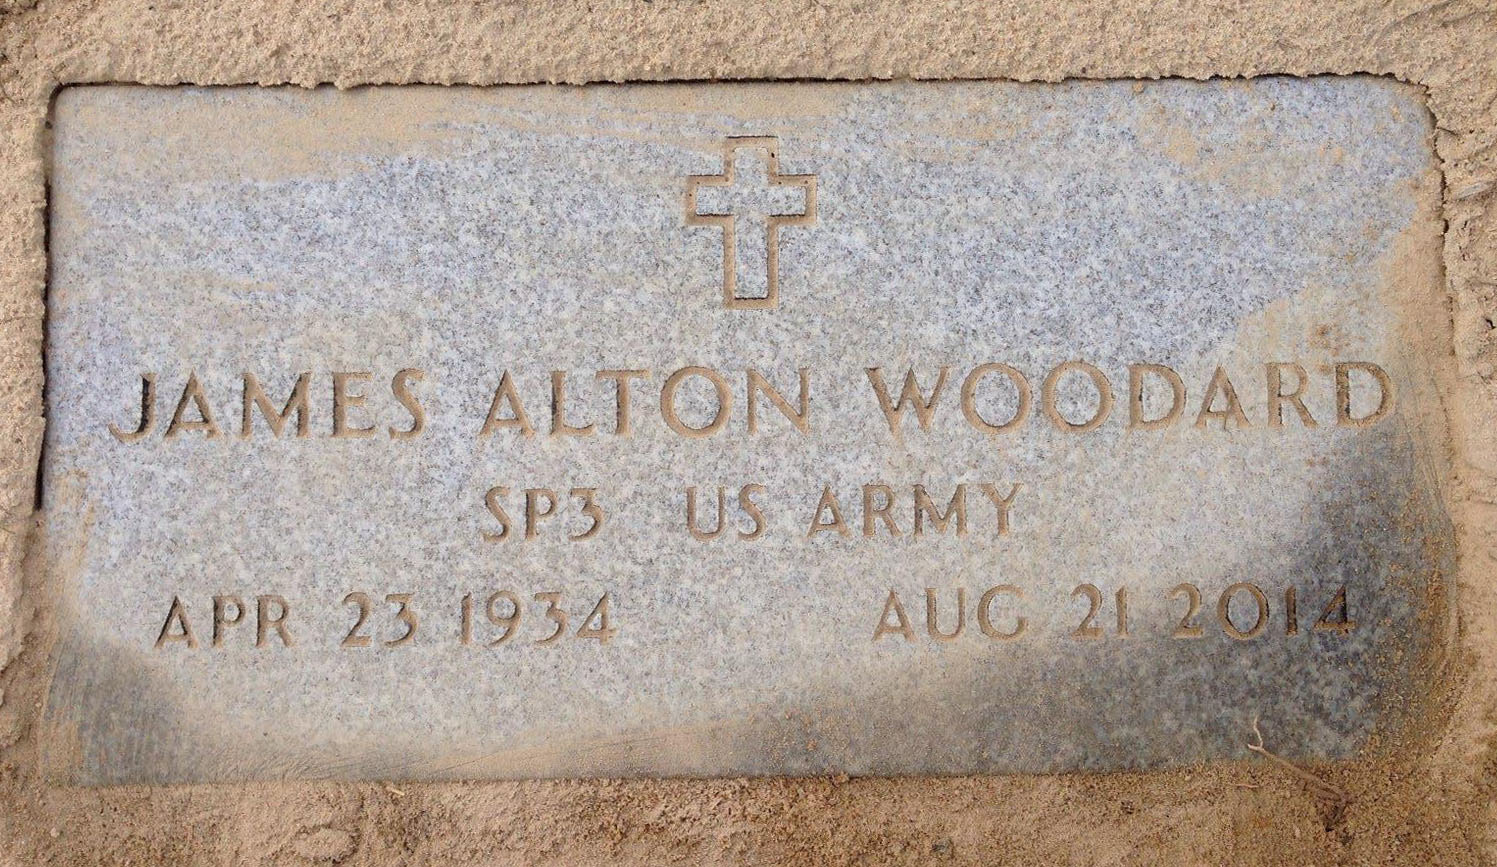 JAMES ALTON WOODARD
SP3 US ARMY
APR 23 1934 AUG 21 2014